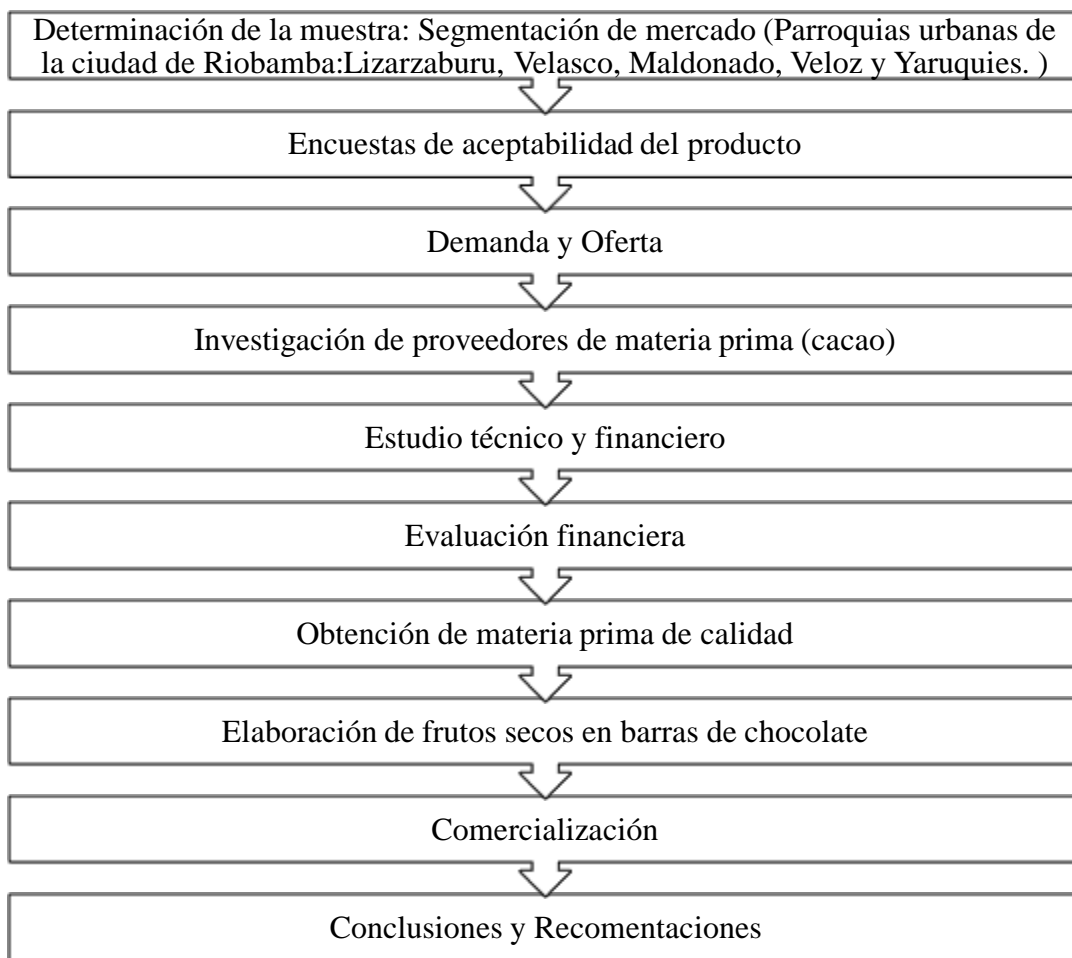 Determinación de la muestra: Segmentación de mercado (Parroquias urbanas de
la ciudad de Riobamba:Lizarzaburu, Velasco, Maldonado, Veloz y Yaruquies. )
Encuestas de aceptabilidad del producto
Demanda y Oferta
Investigación de proveedores de materia prima (cacao)
Estudio técnico y financiero
Evaluación financiera
Obtención de materia prima de calidad
Elaboración de frutos secos en barras de chocolate
Comercialización
Conclusiones y Recomentaciones